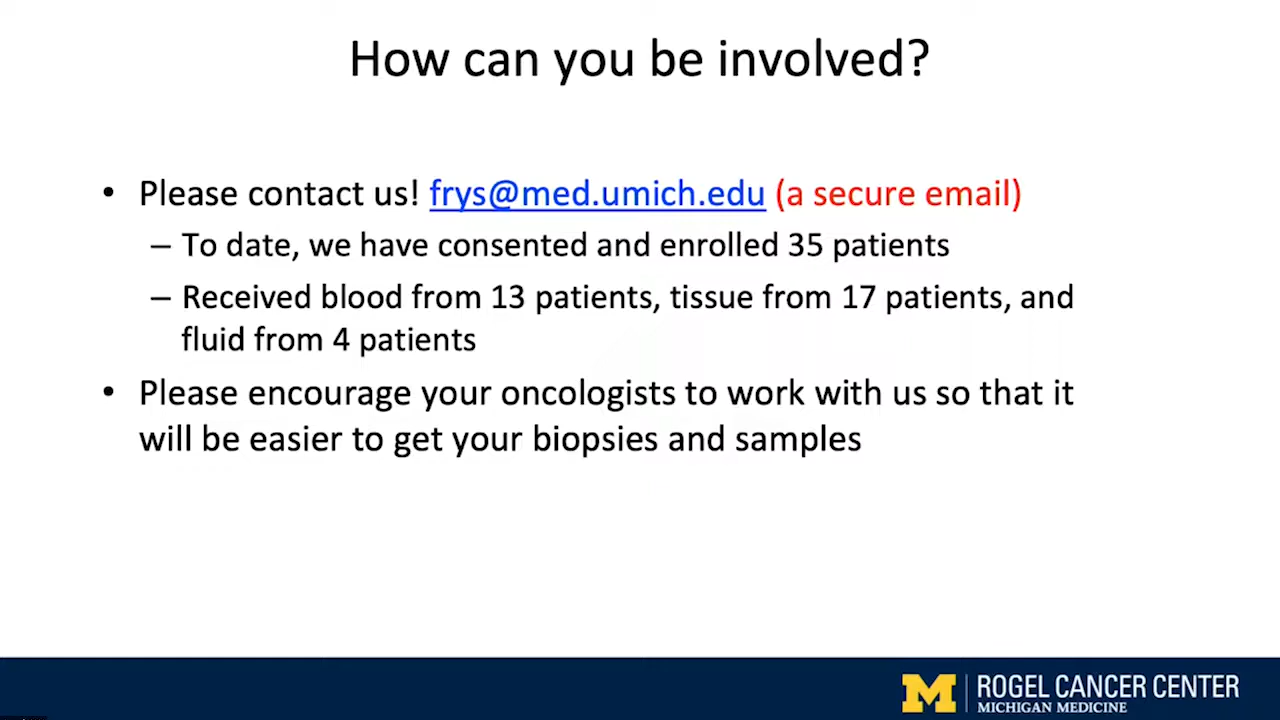 How can you be involved?
• Please contact us! frys@med.umich.edu (a secure email)
– To date, we have consented and enrolled 35 patients
– Received blood from 13 patients, tissue from 17 patients, and
fluid from 4 patients
• Please encourage your oncologists to work with us so that it
will be easier to get your biopsies and samples
M
ROGEL CANCER CENTER
MICHIGAN MEDICINE